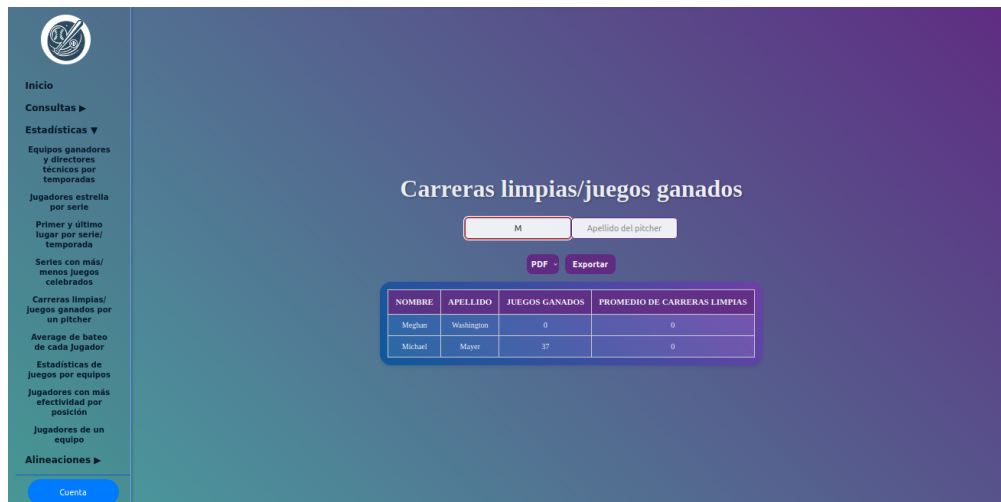 Inicio
Consultas ▶
Estadísticas ▼
Equipos ganadores
y directores
técnicos por
temporadas
Jugadores estrella
por serie
Primer y último
lugar por serie/
temporada
Series con más/
menos juegos
celebrados
Carreras limpias/
juegos ganados por
un pitcher
Average de bateo
de cada jugador
Estadísticas de
juegos por equipos
Jugadores con más
efectividad por
posición
Jugadores de un
equipo
Alineaciones ▶
Cuenta
Carreras limpias/juegos ganados
M Apellido del pitcher
PDF Exportar
NOMBRE APELLIDO JUEGOS GANADOS PROMEDIO DE CARRERAS LIMPIAS
Meghan Washington 0 0
Michael Mayer 37 0